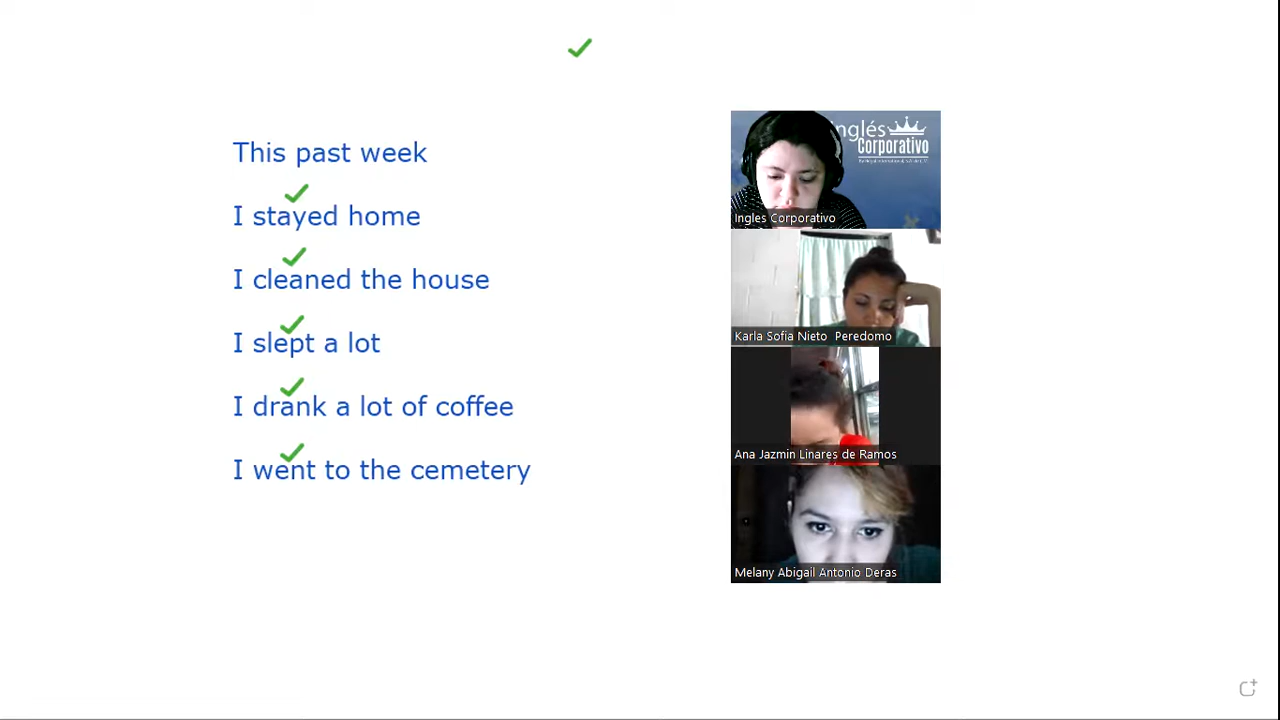 This past week
I stayed home
I cleaned the house
I slept a lot
I drank a lot of coffee
I went to the cemetery
Inglés
Corporativo
Ingles Corporativo
Karla Sofia Nieto Peredomo
Ana Jazmin Linares de Ramos
Melany Abigail Antonio Deras